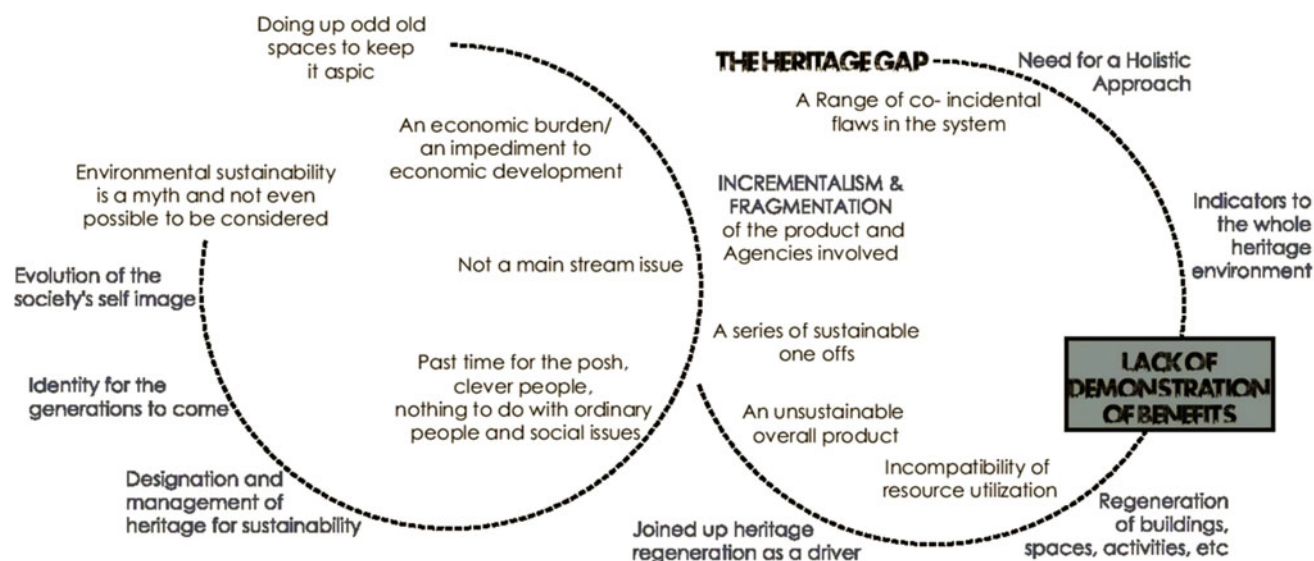 Doing up odd old
spaces to keep
it aspic
An economic burden/
an impediment to
economic development
Environmental sustainability
is a myth and not even
possible to be considered
Not a main stream issue
Evolution of the
society's self image
Past time for the posh,
clever people,
nothing to do with ordinary
people and social issues
Identity for the
generations to come
Designation and
management of
heritage for sustainability
THE HERITAGE GAP
Need for a Holistic
Approach
A Range of co- incidental
flaws in the system
INCREMENTALISM &
FRAGMENTATION
of the product and
Agencies involved
Indicators to
the whole
heritage
environment
A series of sustainable
one offs
LACK OF
DEMONSTRATION
OF BENEFITS
An unsustainable
overall product
Incompatibility of
resource utilization
Joined up heritage
regeneration as a driver
Regeneration
of buildings,
spaces, activities, etc